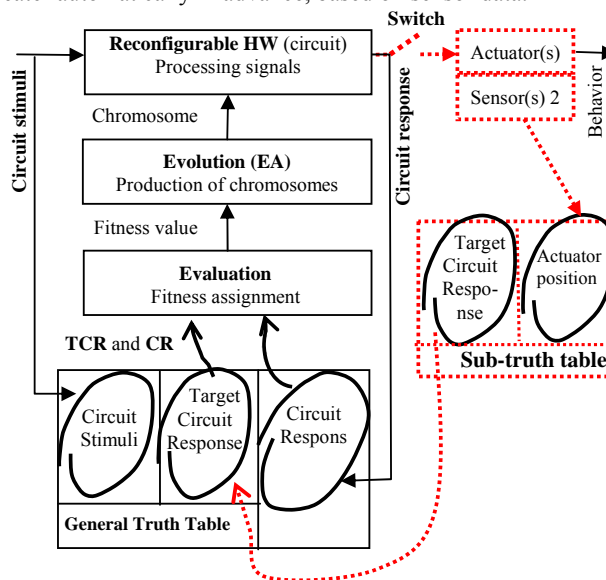 Switch
Reconfigurable HW (circuit)
Processing signals
Actuator(s)
Sensor(s) 2
Behavior
Circuit stimuli
Circuit response
Chromosome
Evolution (EA)
Production of chromosomes
Fitness value
Evaluation
Fitness assignment
Target
Circuit
Respo-
nse
Actuator
position
Sub-truth table
TCR and CR
Circuit
Stimuli
Target
Circuit
Response
Circuit
Respons
General Truth Table